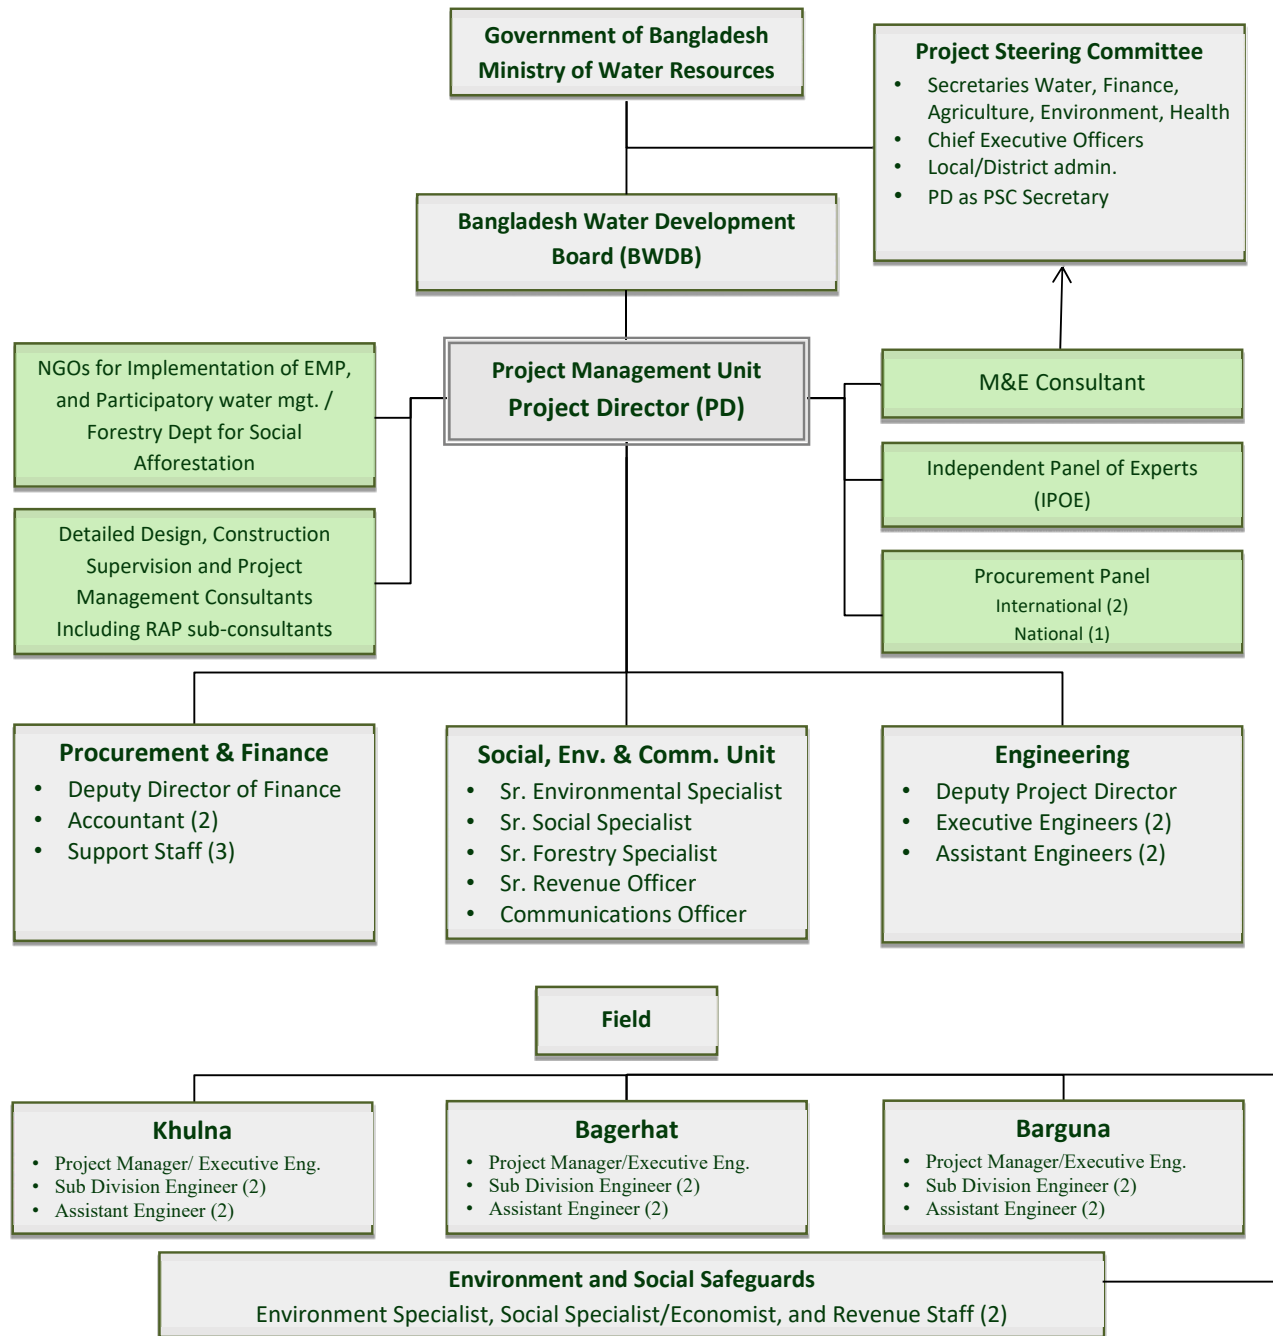 Government of Bangladesh
Ministry of Water Resources
Project Steering Committee
• Secretaries Water, Finance,
Agriculture, Environment, Health
• Chief Executive Officers
• Local/District admin.
• PD as PSC Secretary
Bangladesh Water Development
Board (BWDB)
NGOs for Implementation of EMP,
and Participatory water mgt. /
Forestry Dept for Social
Afforestation
Project Management Unit
Project Director (PD)
M&E Consultant
Independent Panel of Experts
(IPOE)
Detailed Design, Construction
Supervision and Project
Management Consultants
Including RAP sub-consultants
Procurement Panel
International (2)
National (1)
Procurement & Finance
• Deputy Director of Finance
• Accountant (2)
• Support Staff (3)
Social, Env. & Comm. Unit
• Sr. Environmental Specialist
• Sr. Social Specialist
• Sr. Forestry Specialist
• Sr. Revenue Officer
• Communications Officer
Engineering
• Deputy Project Director
• Executive Engineers (2)
• Assistant Engineers (2)
Field
Khulna
• Project Manager/ Executive Eng.
• Sub Division Engineer (2)
• Assistant Engineer (2)
Bagerhat
• Project Manager/Executive Eng.
• Sub Division Engineer (2)
• Assistant Engineer (2)
Barguna
• Project Manager/Executive Eng.
• Sub Division Engineer (2)
• Assistant Engineer (2)
Environment and Social Safeguards
Environment Specialist, Social Specialist/Economist, and Revenue Staff (2)